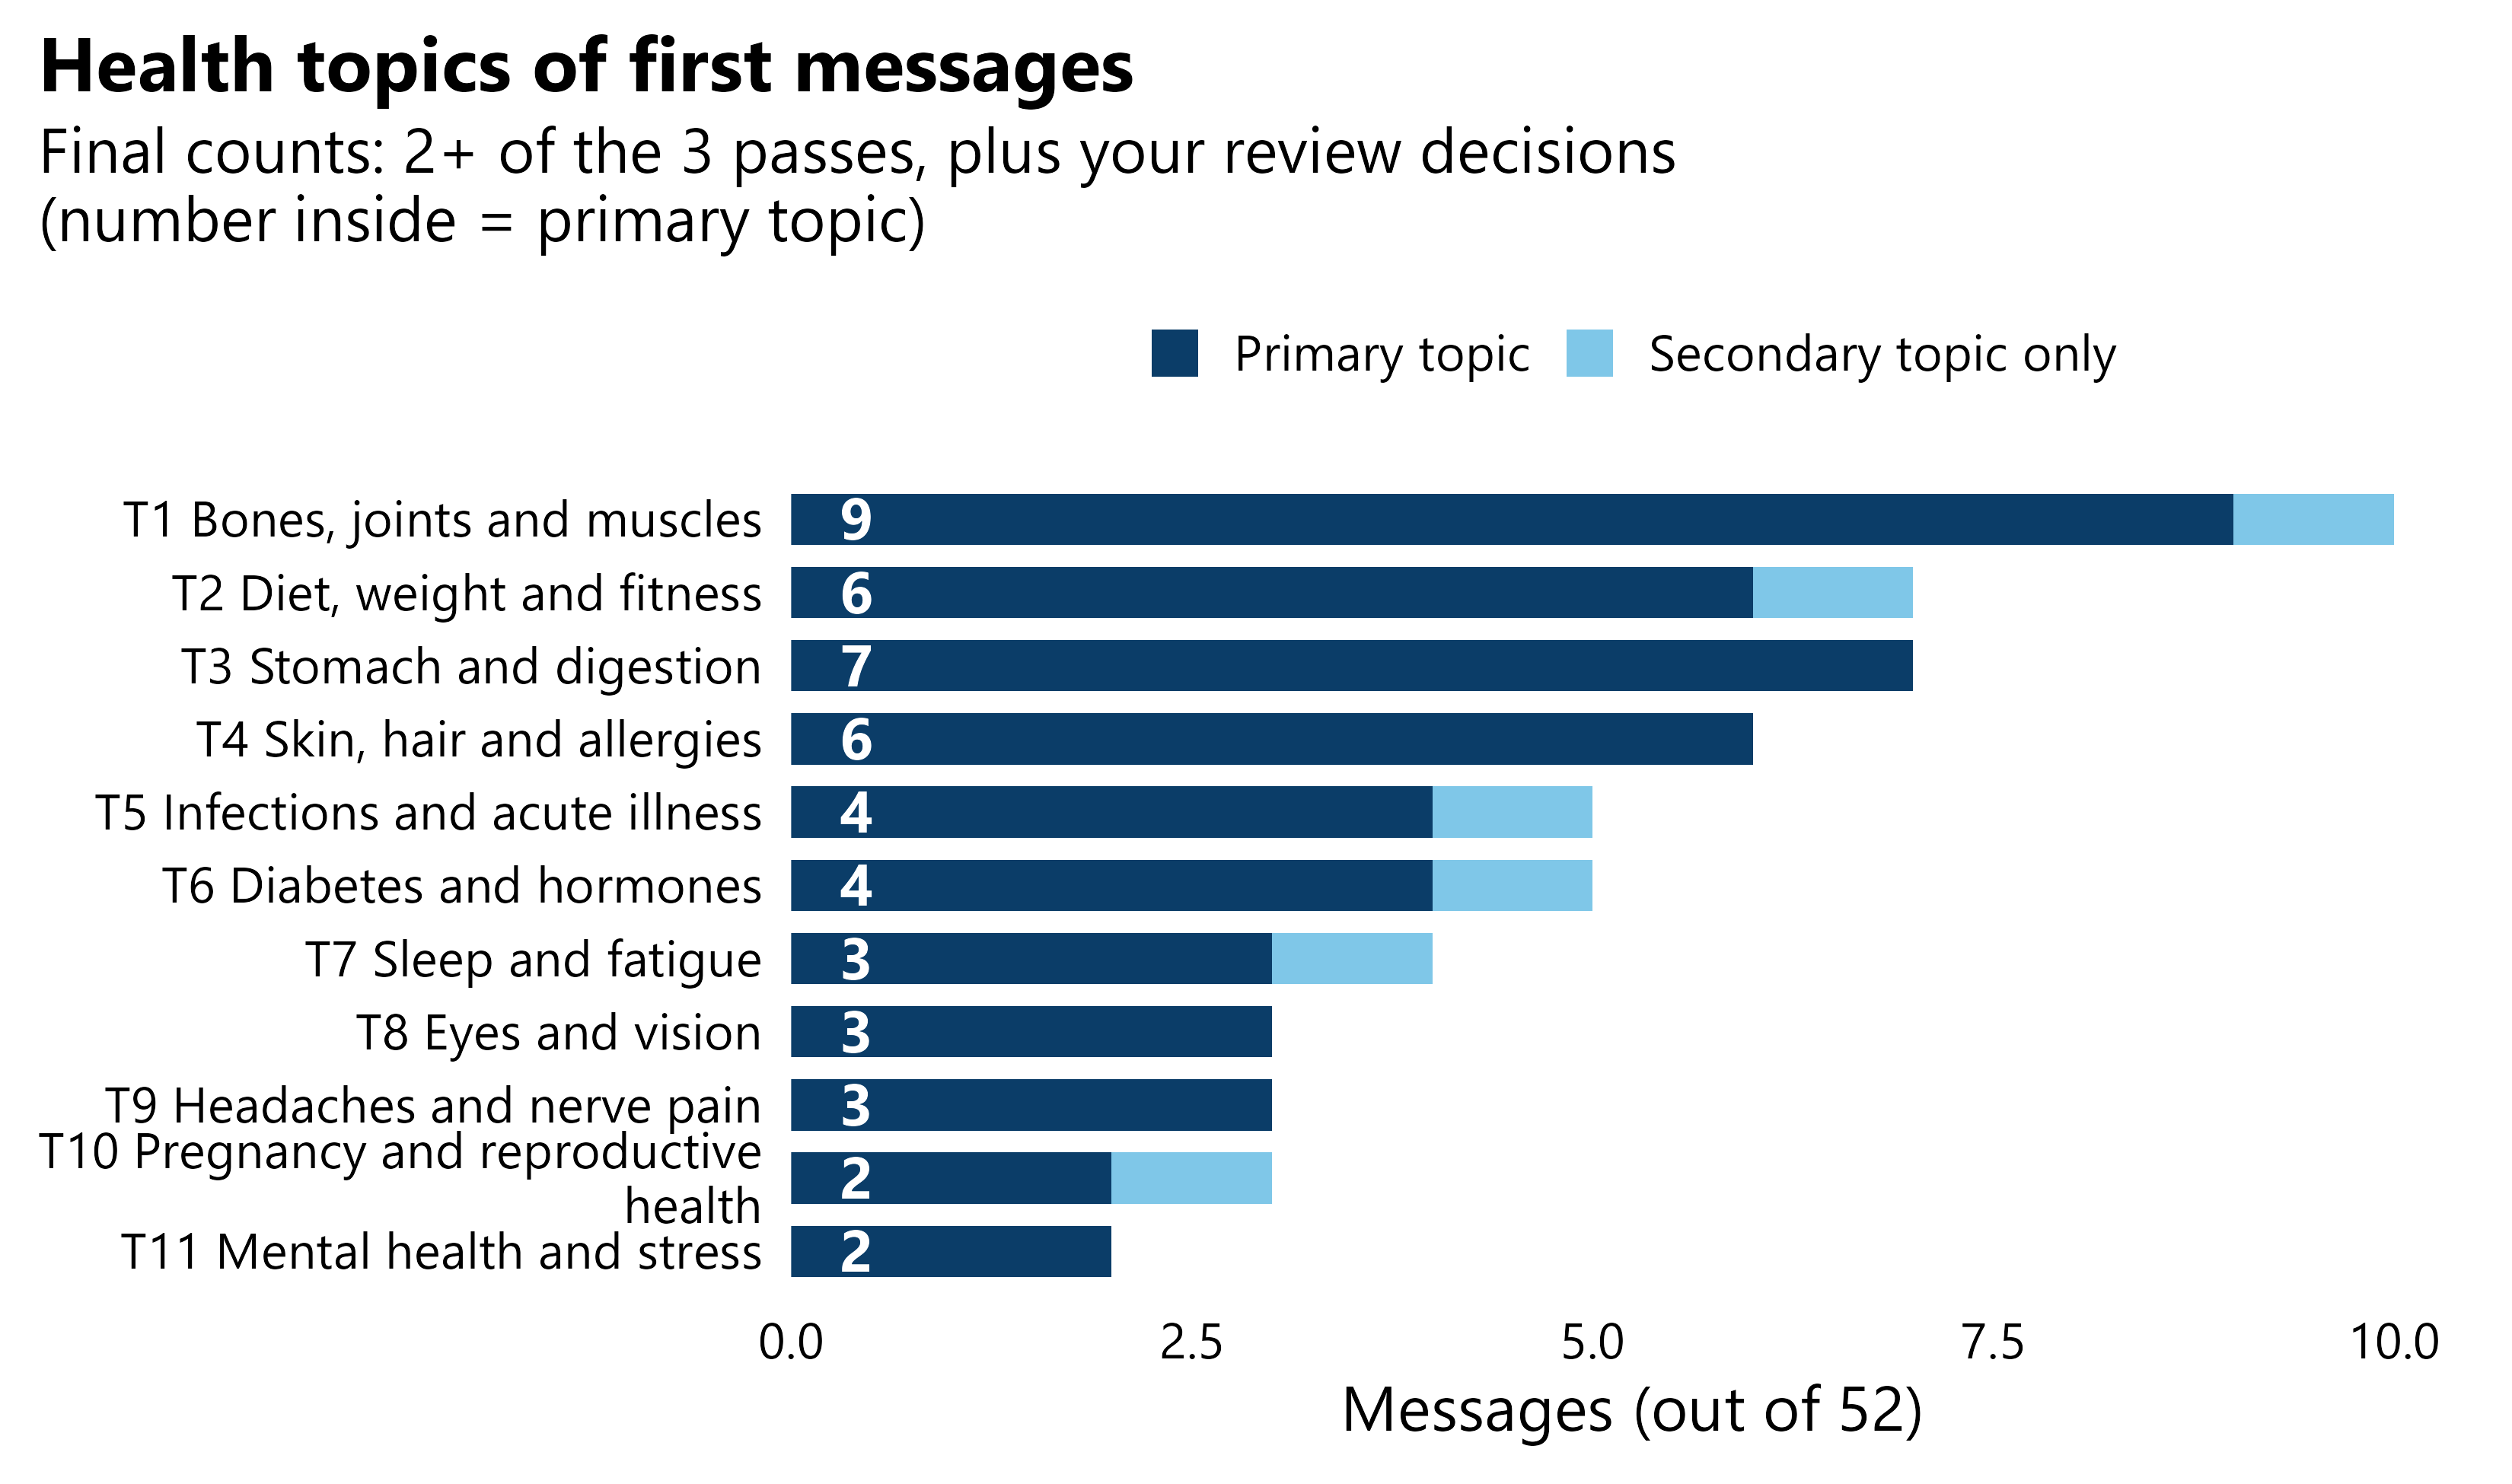 Health topics of first messages
Final counts: 2+ of the 3 passes, plus your review decisions
(number inside = primary topic)
Primary topic
Secondary topic only
T1 Bones, joints and muscles
9
T2 Diet, weight and fitness
6
T3 Stomach and digestion
7
T4 Skin, hair and allergies
6
T5 Infections and acute illness
4
T6 Diabetes and hormones
4
T7 Sleep and fatigue
3
T8 Eyes and vision
3
T9 Headaches and nerve pain
3
T10 Pregnancy and reproductive
health
2
T11 Mental health and stress
2
0.0 2.5 5.0 7.5 10.0
Messages (out of 52)